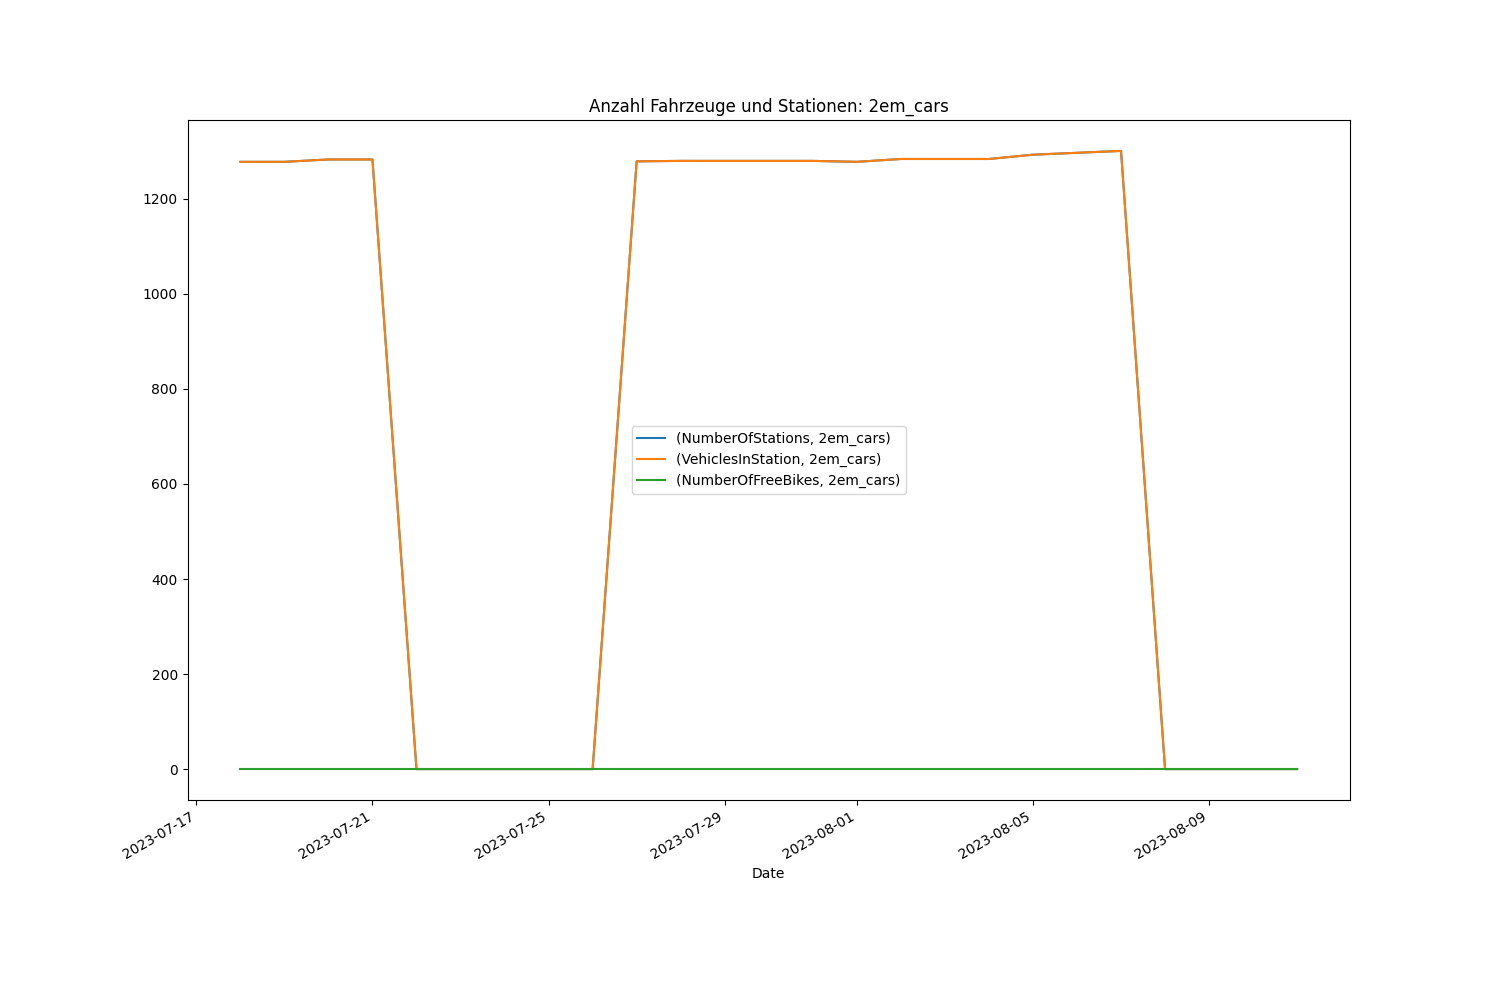 Anzahl Fahrzeuge und Stationen: 2em_cars
1200
1000
800
600
400
200
0
(NumberOfStations, 2em_cars)
(VehiclesInStation, 2em_cars)
(NumberOfFreeBikes, 2em_cars)
2023-07-17
2023-07-21
2023-07-25
2023-07-29
2023-08-01
2023-08-05
2023-08-09
Date